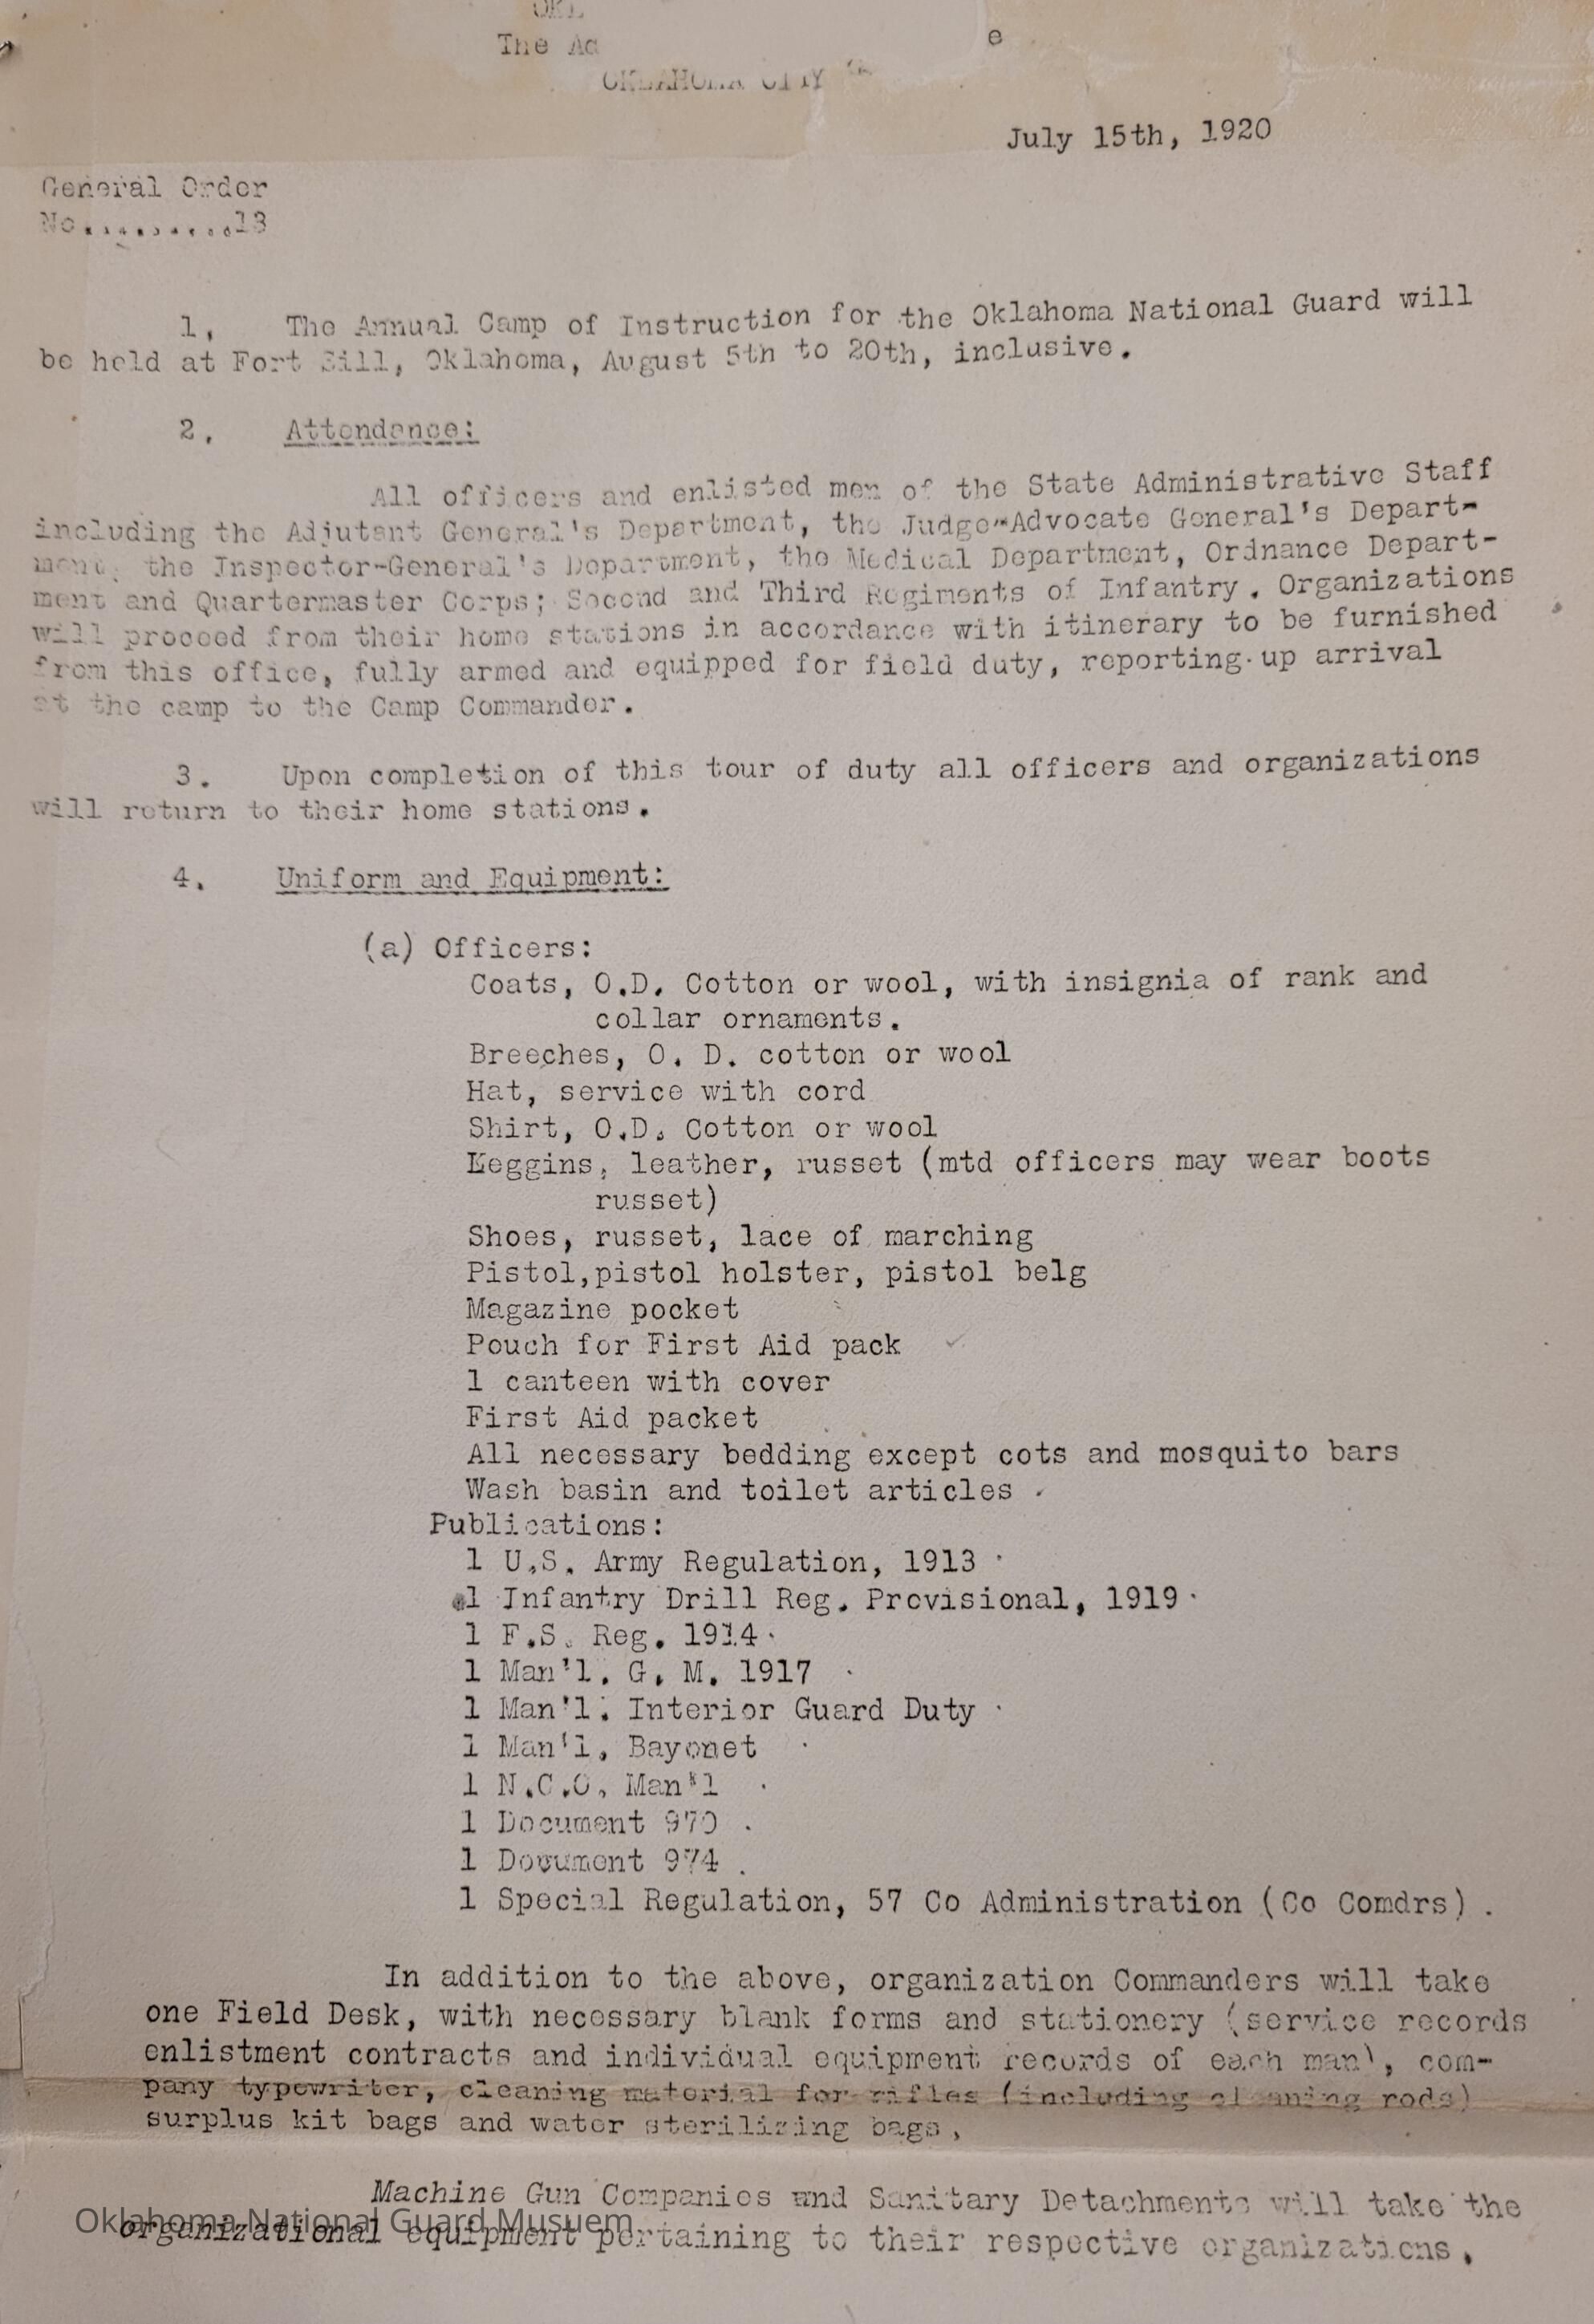 The Ad e
OKLAHOMA CITY
July 15th, 1920
General Order
No..........13
1, The Annual Camp of Instruction for the Oklahoma National Guard will
be held at Fort Sill, Oklahoma, August 5th to 20th, inclusive.
2, Attendance:
All officers and enlisted men of the State Administrative Staff
including the Adjutant General's Department, the Judge-Advocate General's Depart-
ment, the Inspector-General's Department, the Medical Department, Ordnance Depart-
ment and Quartermaster Corps; Second and Third Regiments of Infantry. Organizations
will proceed from their home stations in accordance with itinerary to be furnished
from this office, fully armed and equipped for field duty, reporting up arrival
at the camp to the Camp Commander.
3. Upon completion of this tour of duty all officers and organizations
will return to their home stations.
4. Uniform and Equipment:
(a) Officers:
Coats, O.D. Cotton or wool, with insignia of rank and
collar ornaments.
Breeches, O. D. cotton or wool
Hat, service with cord
Shirt, O.D. Cotton or wool
Leggins, leather, russet (mtd officers may wear boots
russet)
Shoes, russet, lace of marching
Pistol,pistol holster, pistol belg
Magazine pocket
Pouch for First Aid pack
1 canteen with cover
First Aid packet
All necessary bedding except cots and mosquito bars
Wash basin and toilet articles
Publications:
1 U.S. Army Regulation, 1913
1 Infantry Drill Reg. Provisional, 1919
1 F.S. Reg. 1914
1 Man'l. G. M. 1917
1 Man'l. Interior Guard Duty
1 Man'l, Bayonet
1 N.C.O, Man'l
1 Document 970
1 Document 974
1 Special Regulation, 57 Co Administration (Co Comdrs).
In addition to the above, organization Commanders will take
one Field Desk, with necessary blank forms and stationery (service records
enlistment contracts and individual equipment records of each man), com-
pany typewriter, cleaning material for rifles (including cleaning rods)
surplus kit bags and water sterilizing bags,
Machine Gun Companies and Sanitary Detachments will take the
organizational equipment pertaining to their respective organizations.
Oklahoma National Guard Musuem